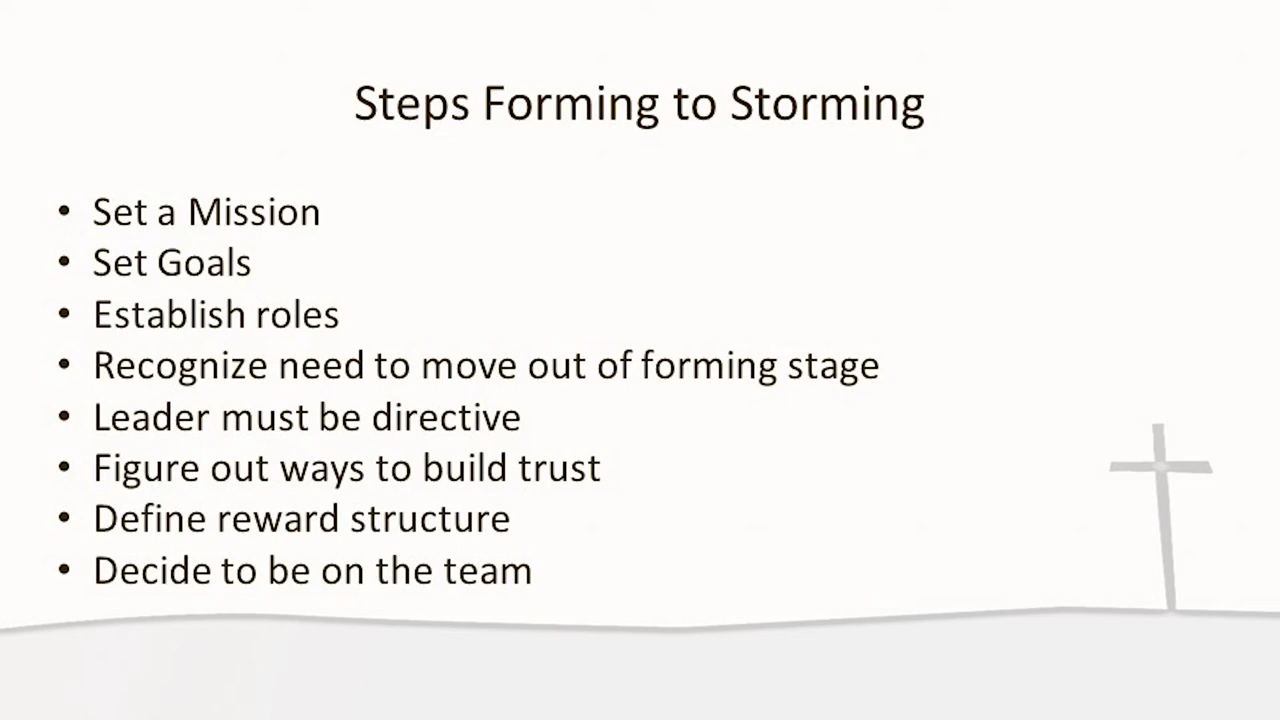 Steps Forming to Storming
• Set a Mission
• Set Goals
• Establish roles
• Recognize need to move out of forming stage
• Leader must be directive
• Figure out ways to build trust
• Define reward structure
• Decide to be on the team